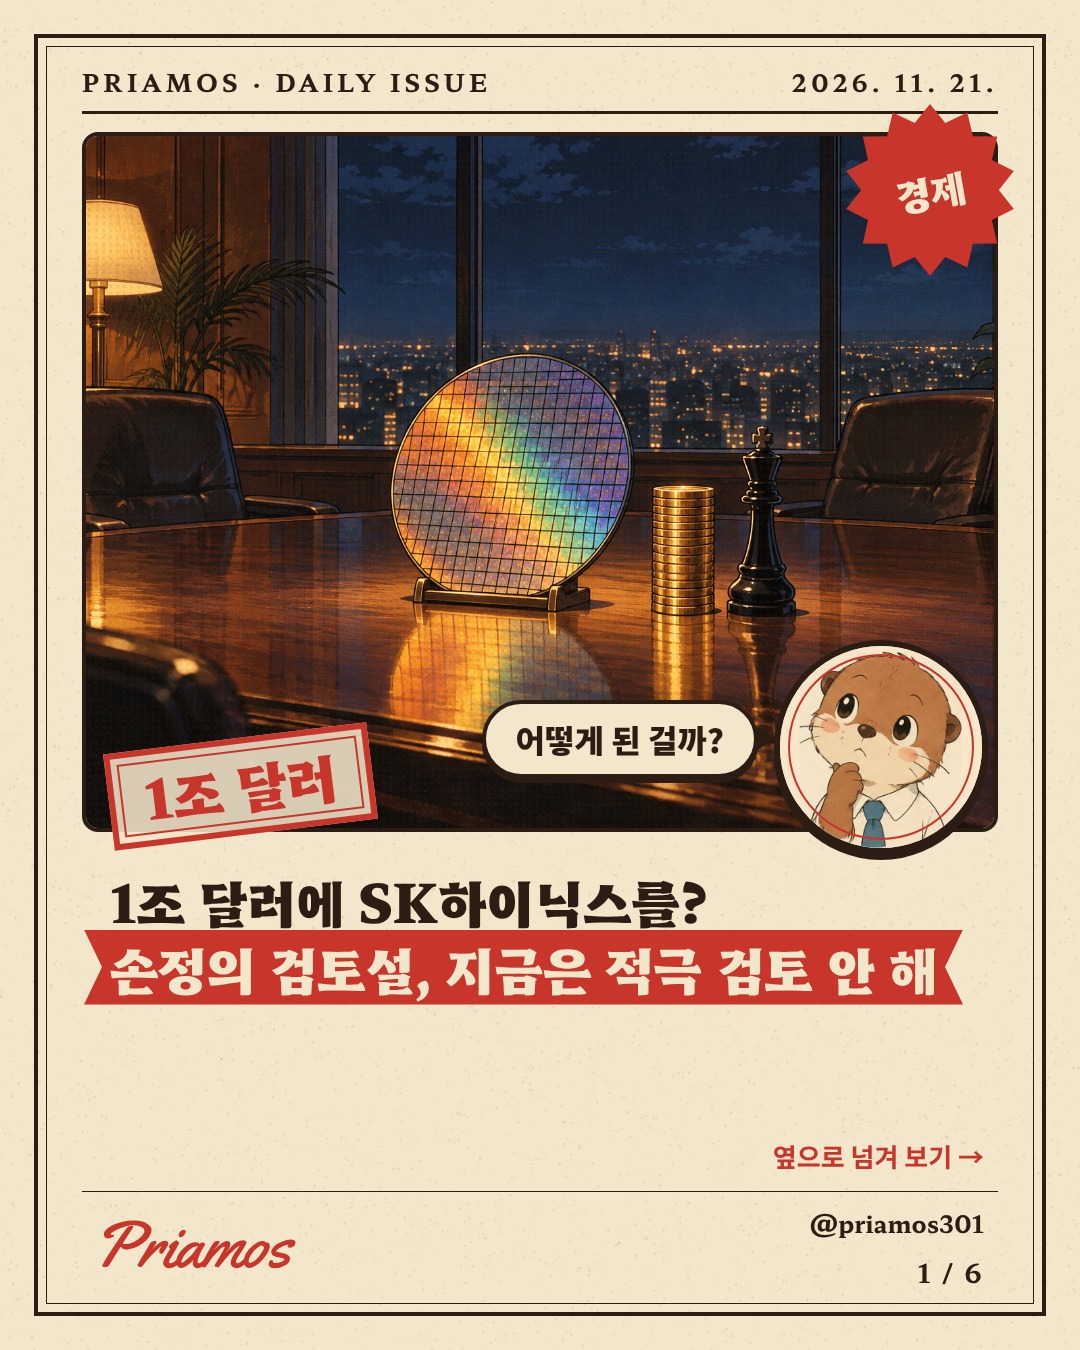 PRIAMOS · DAILY ISSUE
2026. 11. 21.
경제
어떻게 된 걸까?
1조 달러
1조 달러에 SK하이닉스를?
손정의 검토설, 지금은 적극 검토 안 해
옆으로 넘겨 보기 →
Priamos
@priamos301
1 / 6